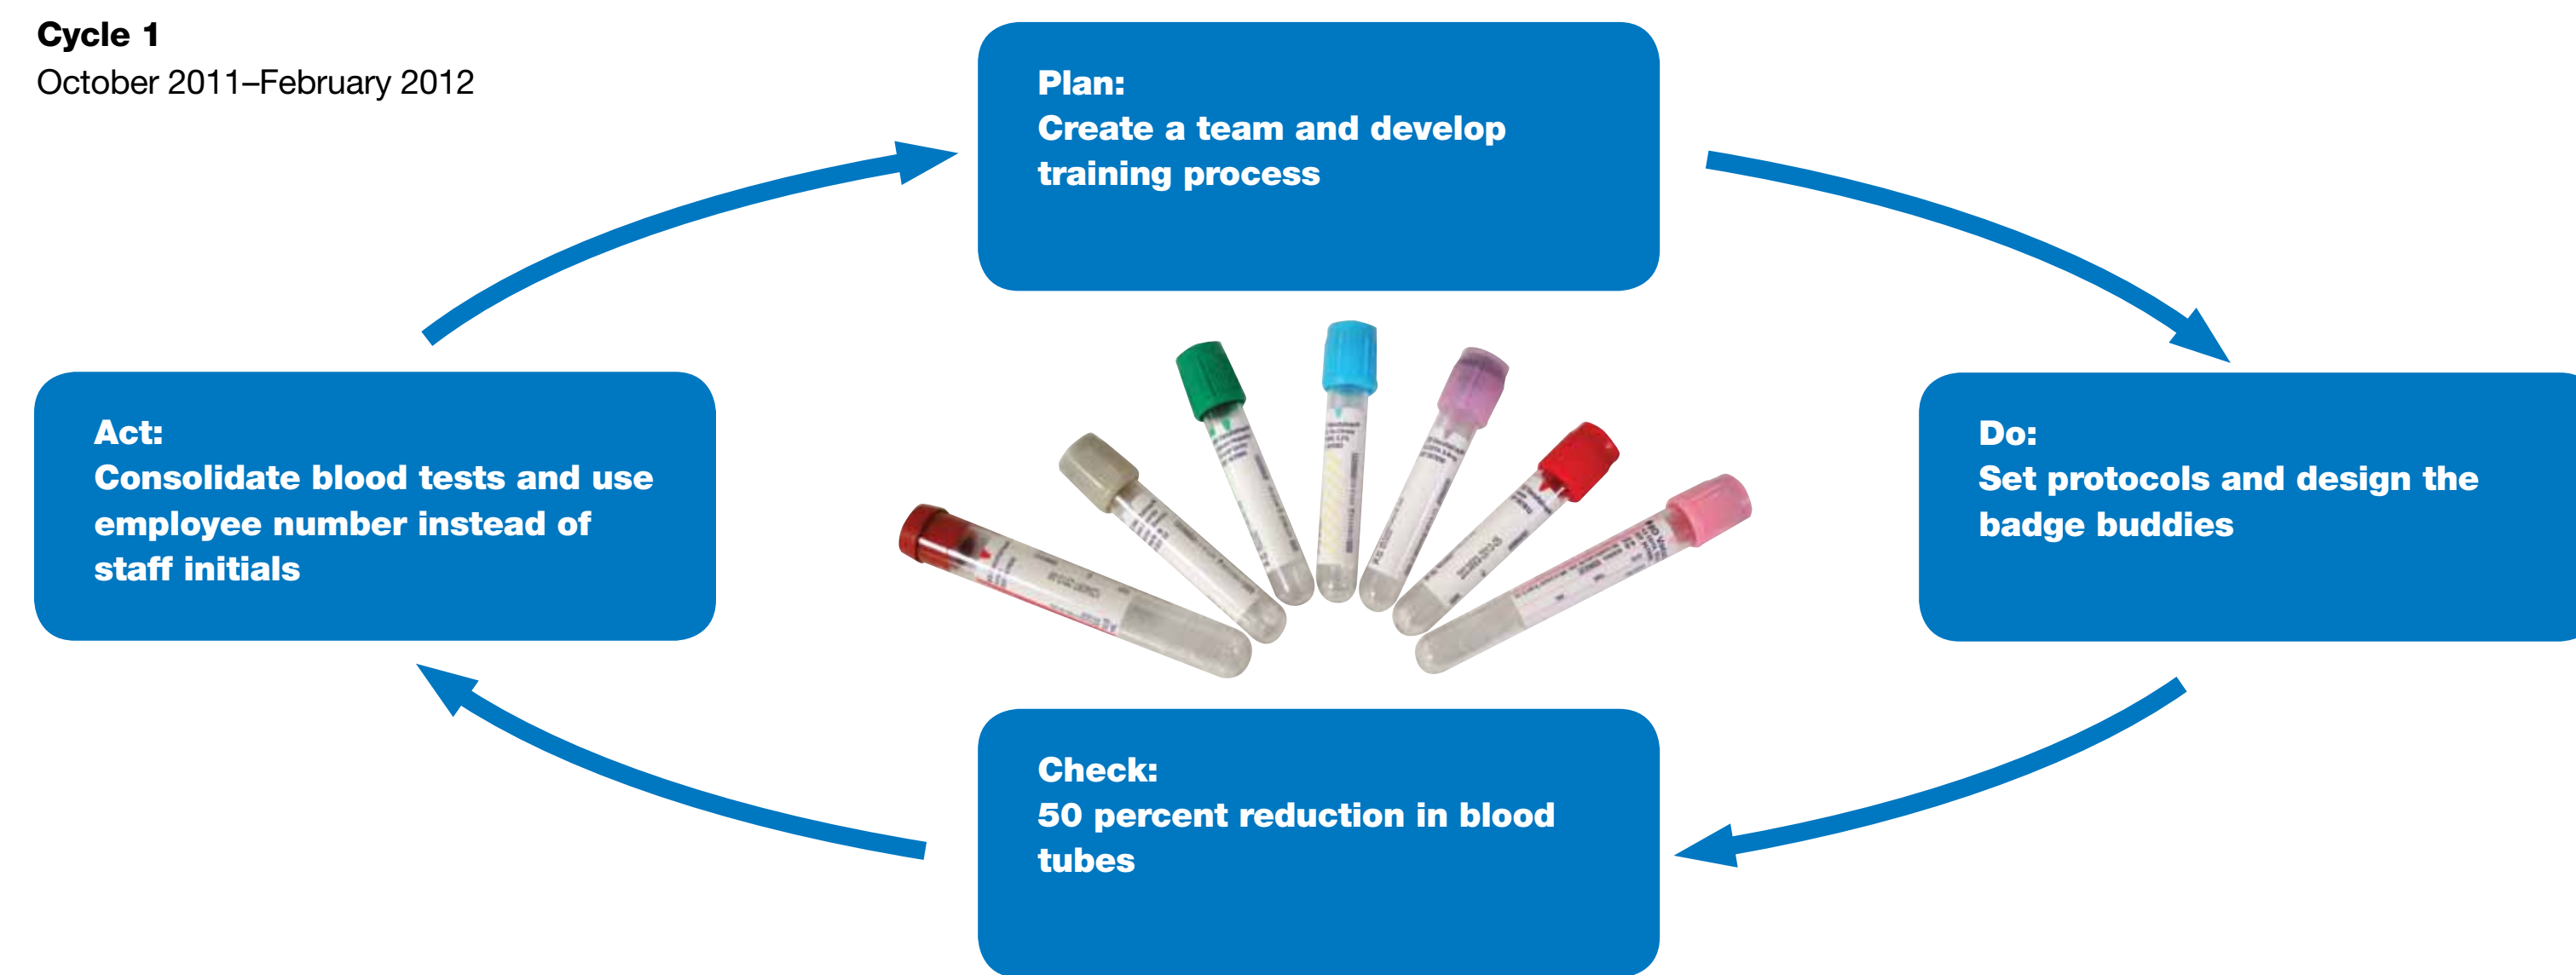 Cycle 1
October 2011–February 2012
Plan:
Create a team and develop
training process
Do:
Set protocols and design the
badge buddies
Check:
50 percent reduction in blood
tubes
Act:
Consolidate blood tests and use
employee number instead of
staff initials